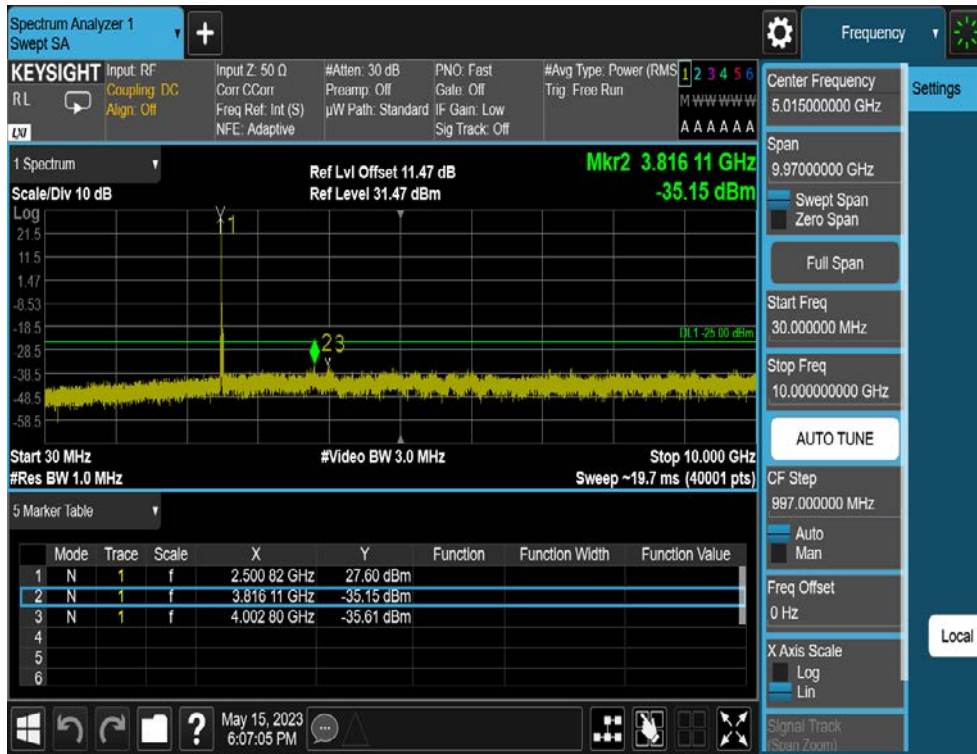 Spectrum Analyzer 1
Swept SA
+
Frequency
KEYSIGHT
RL
LXI
Input: RF
Coupling: DC
Align: Off
Input Z: 50 Ω
Corr CCorr
Freq Ref: Int (S)
NFE: Adaptive
#Atten: 30 dB
Preamp: Off
µW Path: Standard
PNO: Fast
Gate: Off
IF Gain: Low
Sig Track: Off
#Avg Type: Power (RMS
Trig: Free Run
1 2 3 4 5 6
M W W W W W
A A A A A A
1 Spectrum
Scale/Div 10 dB
Ref Lvl Offset 11.47 dB
Ref Level 31.47 dBm
Mkr2 3.816 11 GHz
-35.15 dBm
Log
21.5
11.5
1.47
-8.53
-18.5
-28.5
-38.5
-48.5
-58.5
1
2 3
DL1 -25.00 dBm
Start 30 MHz
#Res BW 1.0 MHz
#Video BW 3.0 MHz
Stop 10.000 GHz
Sweep ~19.7 ms (40001 pts)
5 Marker Table
Mode Trace Scale X Y Function Function Width Function Value
1 N 1 f 2.500 82 GHz 27.60 dBm
2 N 1 f 3.816 11 GHz -35.15 dBm
3 N 1 f 4.002 80 GHz -35.61 dBm
4
5
6
?
May 15, 2023
6:07:05 PM
Center Frequency
5.015000000 GHz
Span
9.97000000 GHz
Swept Span
Zero Span
Full Span
Start Freq
30.000000 MHz
Stop Freq
10.000000000 GHz
AUTO TUNE
CF Step
997.000000 MHz
Auto
Man
Freq Offset
0 Hz
X Axis Scale
Log
Lin
Signal Track
(Span Zoom)
Settings
Local